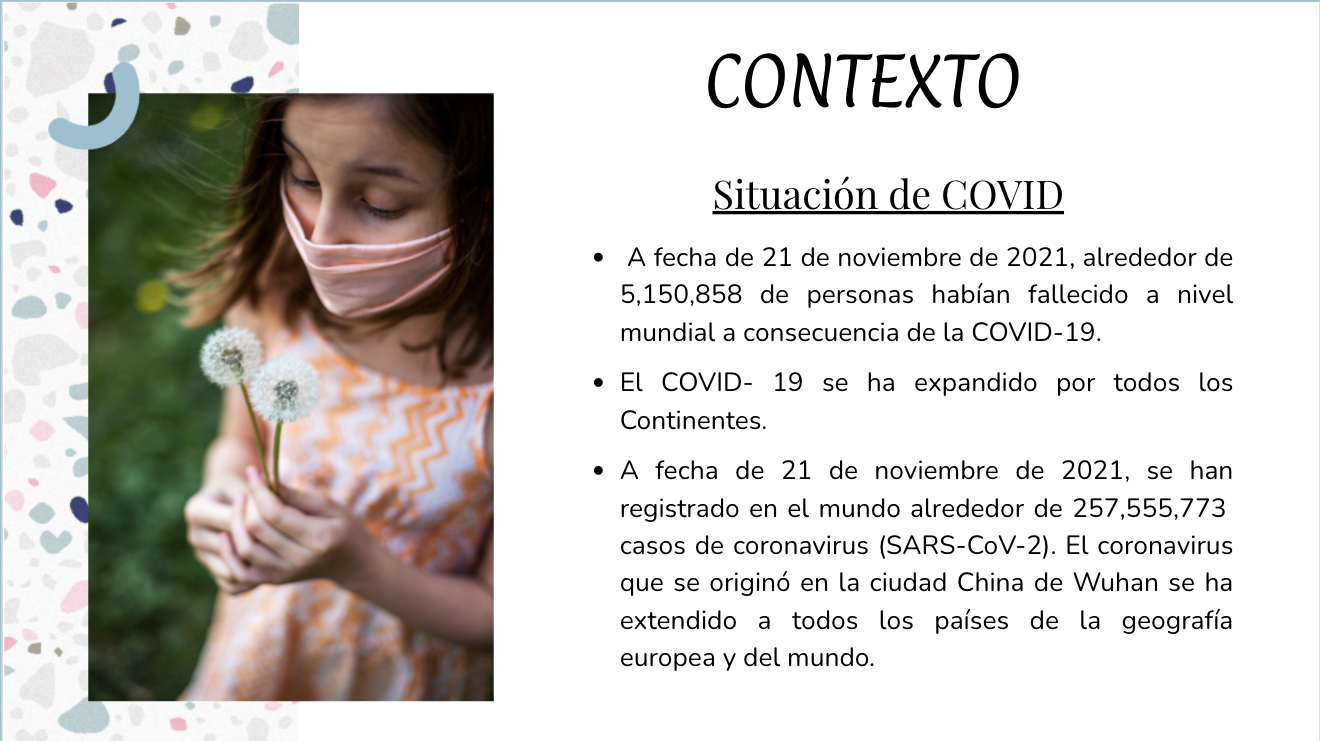 CONTEXTO
Situación de COVID
• A fecha de 21 de noviembre de 2021, alrededor de
5,150,858 de personas habían fallecido a nivel
mundial a consecuencia de la COVID-19.
• El COVID- 19 se ha expandido por todos los
Continentes.
• A fecha de 21 de noviembre de 2021, se han
registrado en el mundo alrededor de 257,555,773
casos de coronavirus (SARS-CoV-2). El coronavirus
que se originó en la ciudad China de Wuhan se ha
extendido a todos los países de la geografía
europea y del mundo.